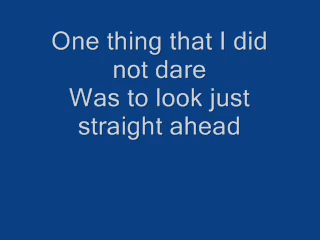 One thing that I did
not dare
Was to look just
straight ahead